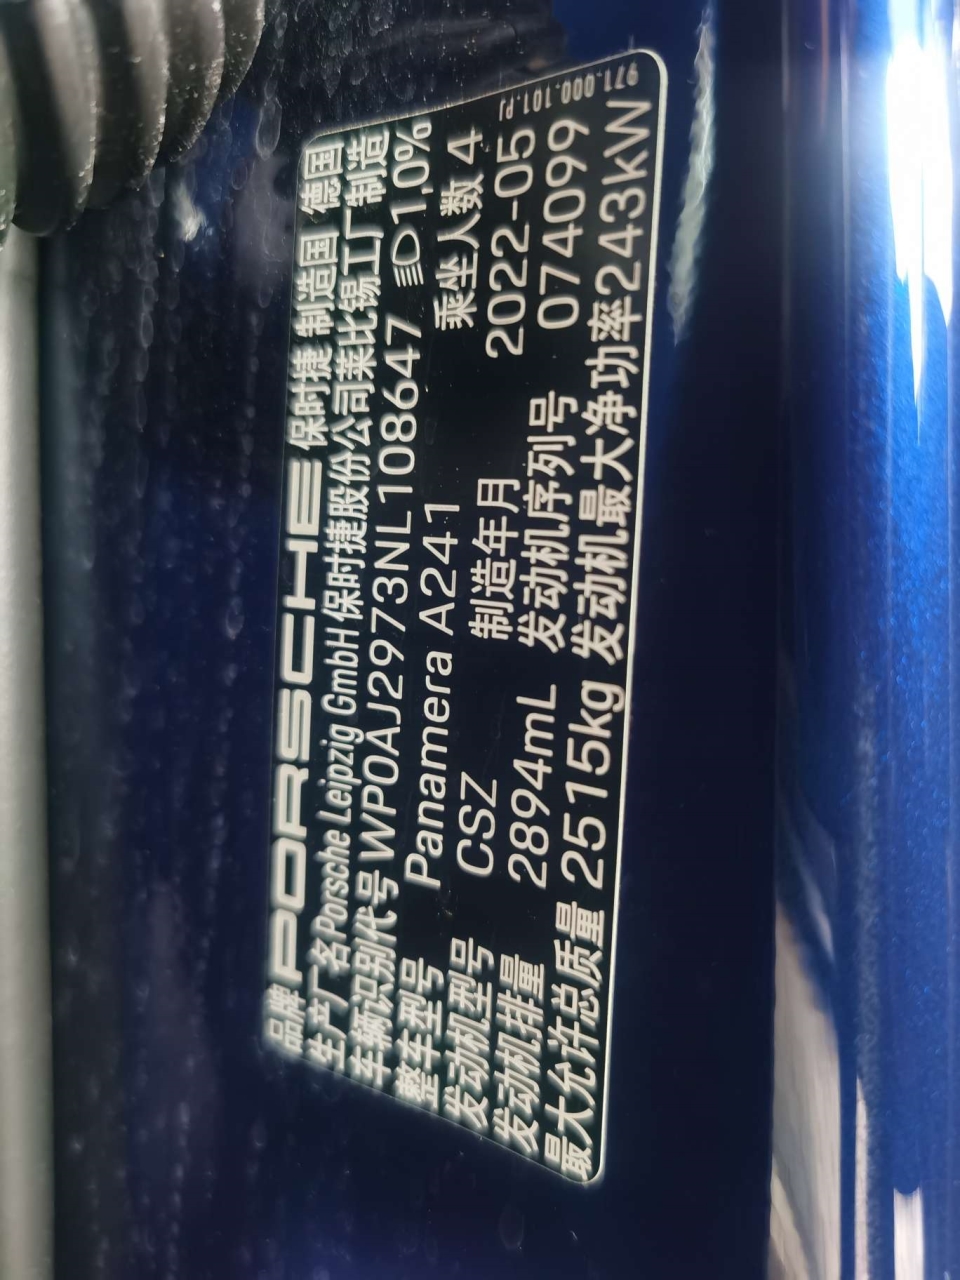 971.000.101.PJ
品牌 PORSCHE 保时捷 制造国 德国
生产厂名 Porsche Leipzig GmbH 保时捷股份公司莱比锡工厂制造
车辆识别代号 WP0AJ2973NL108647 1,0%
整车型号 Panamera A241 乘坐人数 4
发动机型号 CSZ 制造年月 2022-05
发动机排量 2894mL 发动机序列号 074099
最大允许总质量 2515kg 发动机最大净功率 243kW